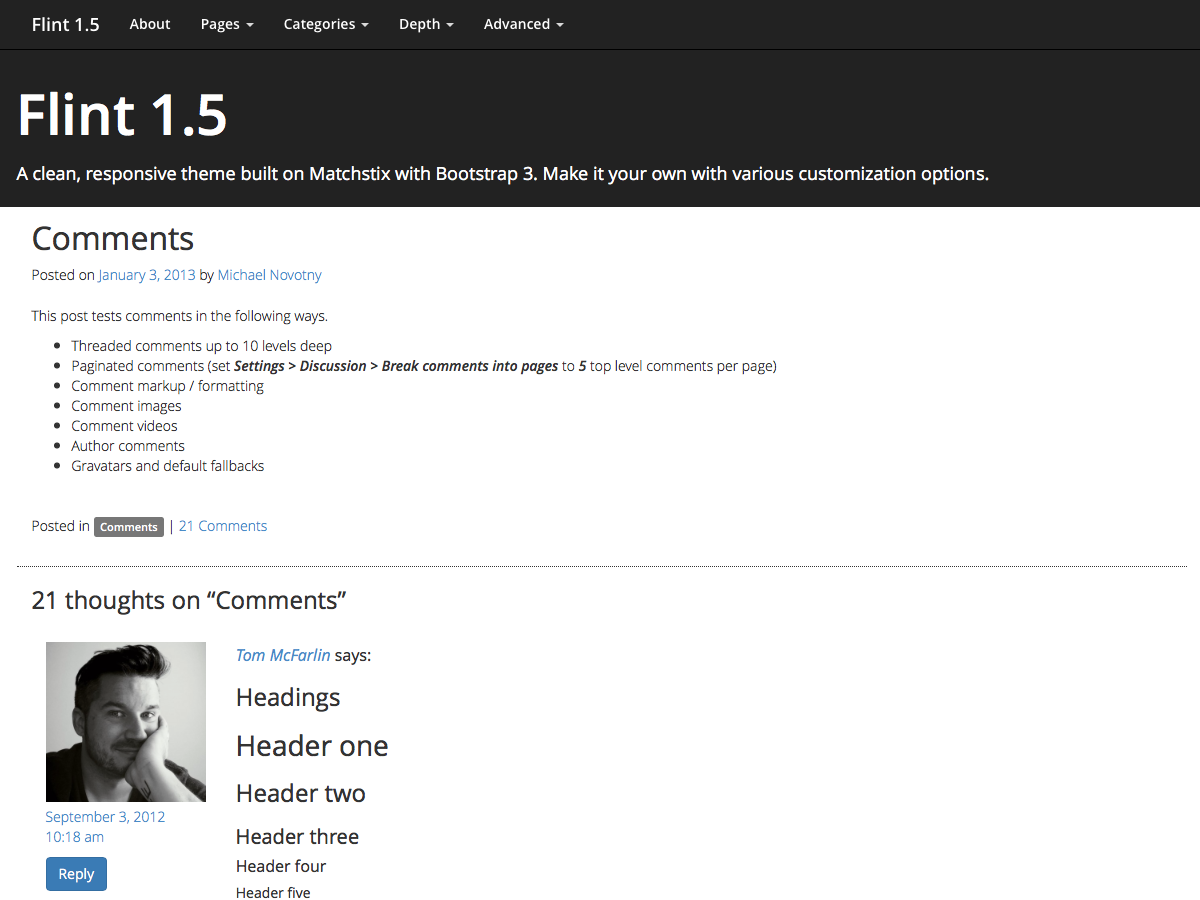 Flint 1.5 About Pages Categories Depth Advanced
Flint 1.5
A clean, responsive theme built on Matchstix with Bootstrap 3. Make it your own with various customization options.
Comments
Posted on January 3, 2013 by Michael Novotny
This post tests comments in the following ways.
Threaded comments up to 10 levels deep
Paginated comments (set Settings > Discussion > Break comments into pages to 5 top level comments per page)
Comment markup / formatting
Comment images
Comment videos
Author comments
Gravatars and default fallbacks
Posted in Comments | 21 Comments
21 thoughts on “Comments”
Tom McFarlin says:
Headings
Header one
Header two
Header three
Header four
Header five
September 3, 2012
10:18 am
Reply